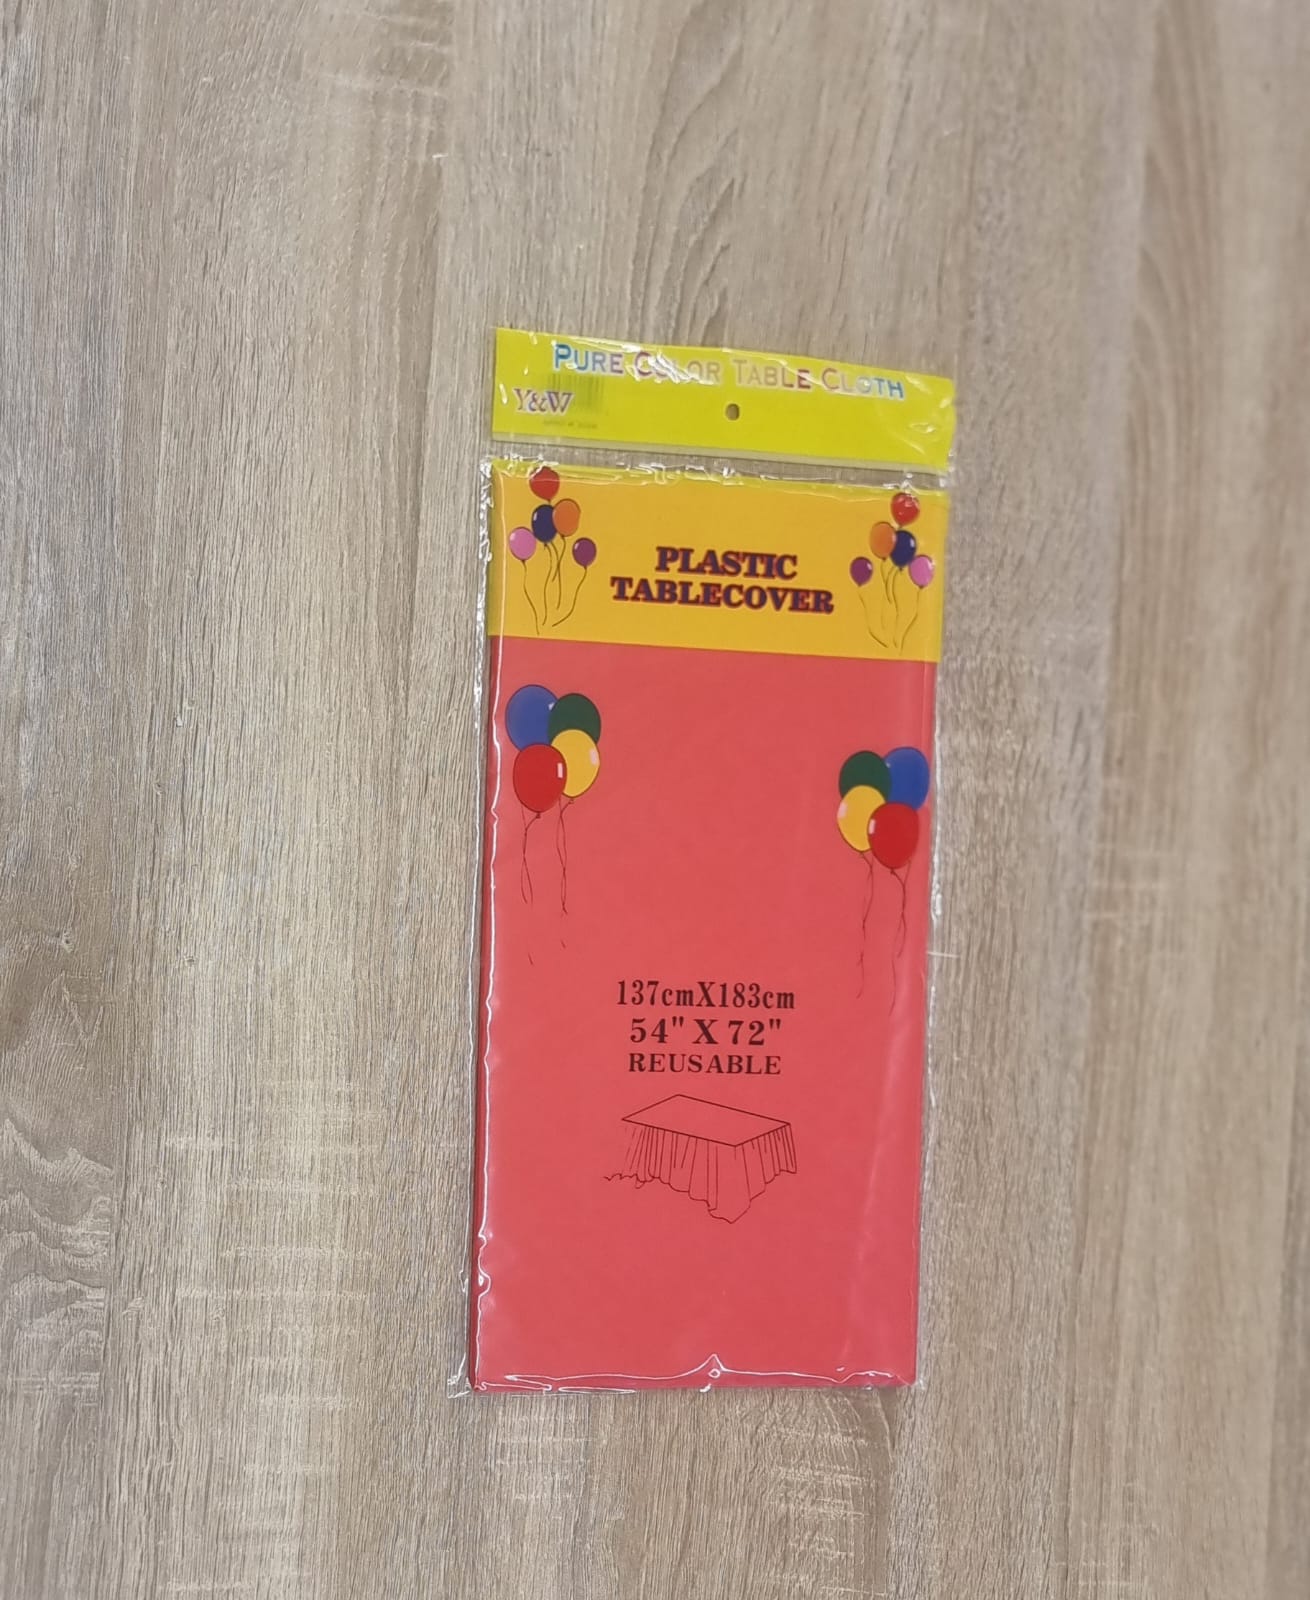 PURE COLOR TABLE CLOTH
Y&W
PLASTIC
TABLECOVER
137cmX183cm
54" X 72"
REUSABLE